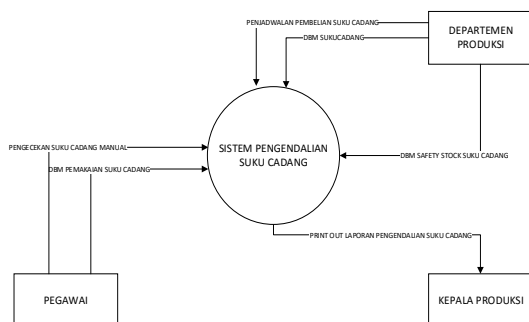 PENJADWALAN PEMBELIAN SUKU CADANG
DBM SUKUCADANG
DEPARTEMEN
PRODUKSI
SISTEM PENGENDALIAN
SUKU CADANG
PENGECEKAN SUKU CADANG MANUAL
DBM PEMAKAIAN SUKU CADANG
DBM SAFETY STOCK SUKU CADANG
PRINT OUT LAPORAN PENGENDALIAN SUKU CADANG
PEGAWAI
KEPALA PRODUKSI